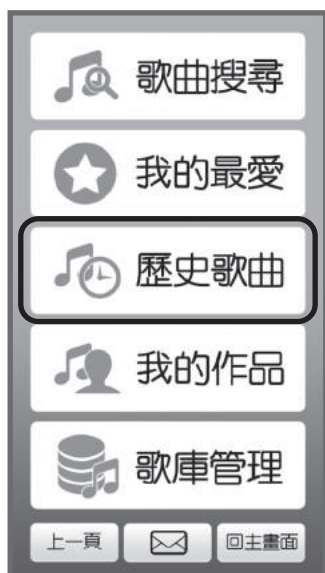 歌曲搜尋
我的最愛
歷史歌曲
我的作品
歌庫管理
上一頁 回主畫面